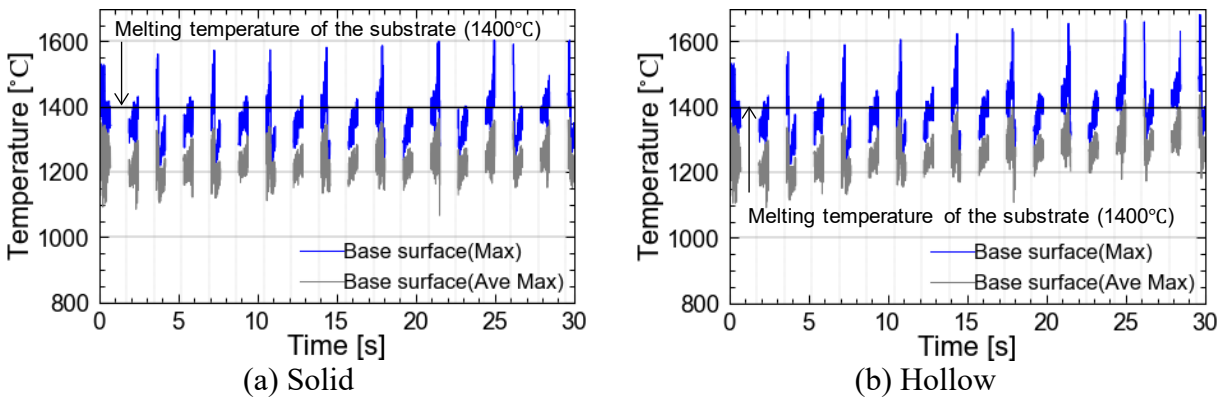 1600
1400
1200
1000
800
Temperature [°C]
Melting temperature of the substrate (1400℃)
Base surface(Max)
Base surface(Ave Max)
0 5 10 15 20 25 30
Time [s]
(a) Solid
1600
1400
1200
1000
800
Temperature [°C]
Melting temperature of the substrate (1400℃)
Base surface(Max)
Base surface(Ave Max)
0 5 10 15 20 25 30
Time [s]
(b) Hollow